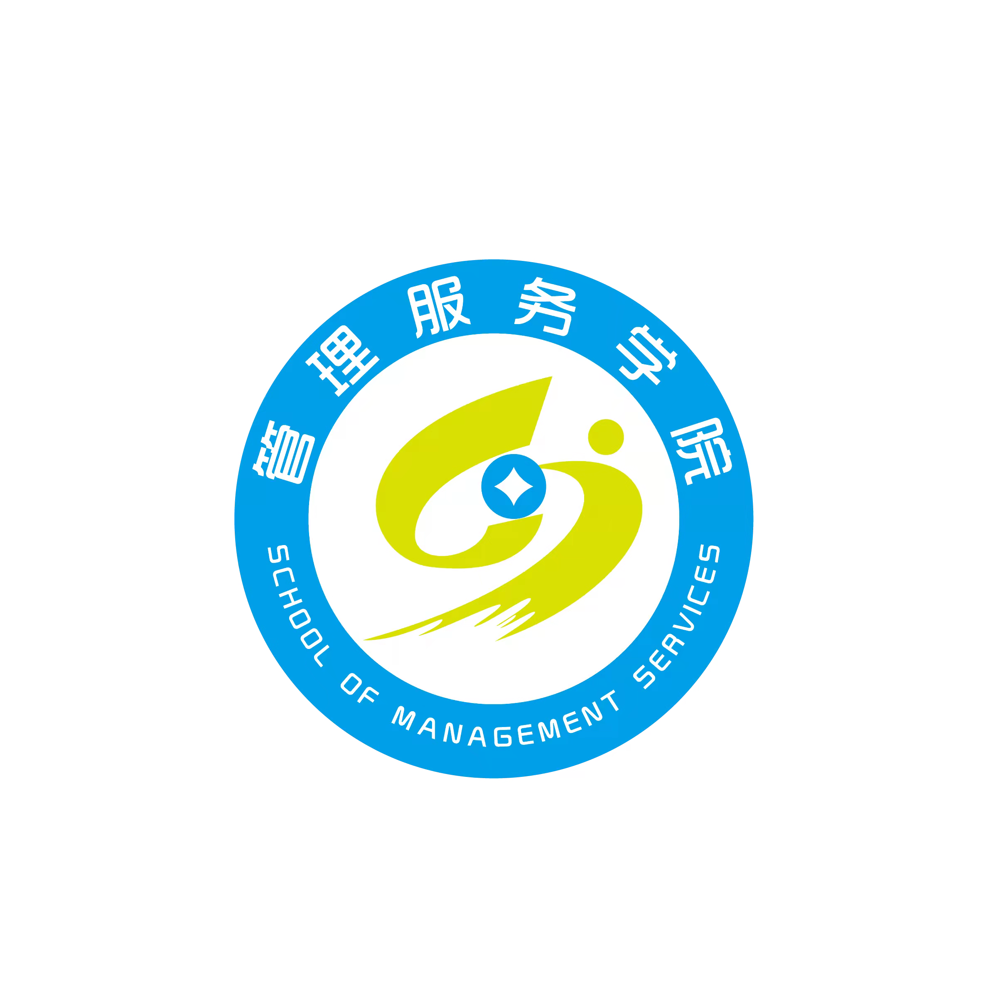 管理服务学院
SCHOOL OF MANAGEMENT SERVICES